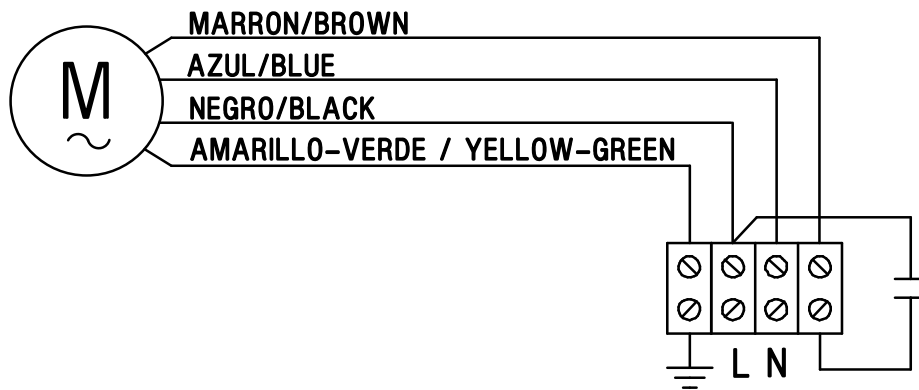 MARRON/BROWN
AZUL/BLUE
M
NEGRO/BLACK
AMARILLO-VERDE / YELLOW-GREEN
L N